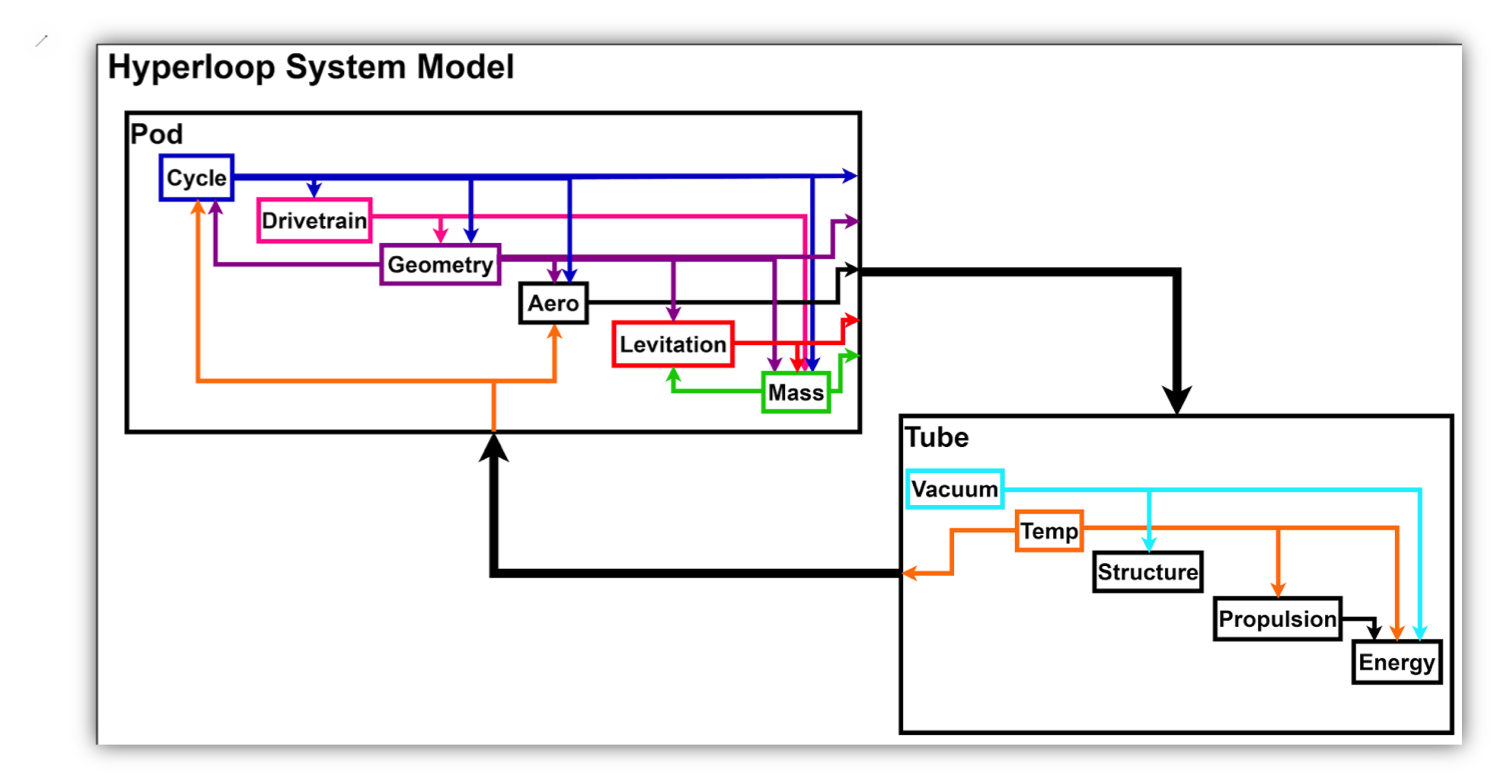 Hyperloop System Model
Pod
Cycle
Drivetrain
Geometry
Aero
Levitation
Mass
Tube
Vacuum
Temp
Structure
Propulsion
Energy